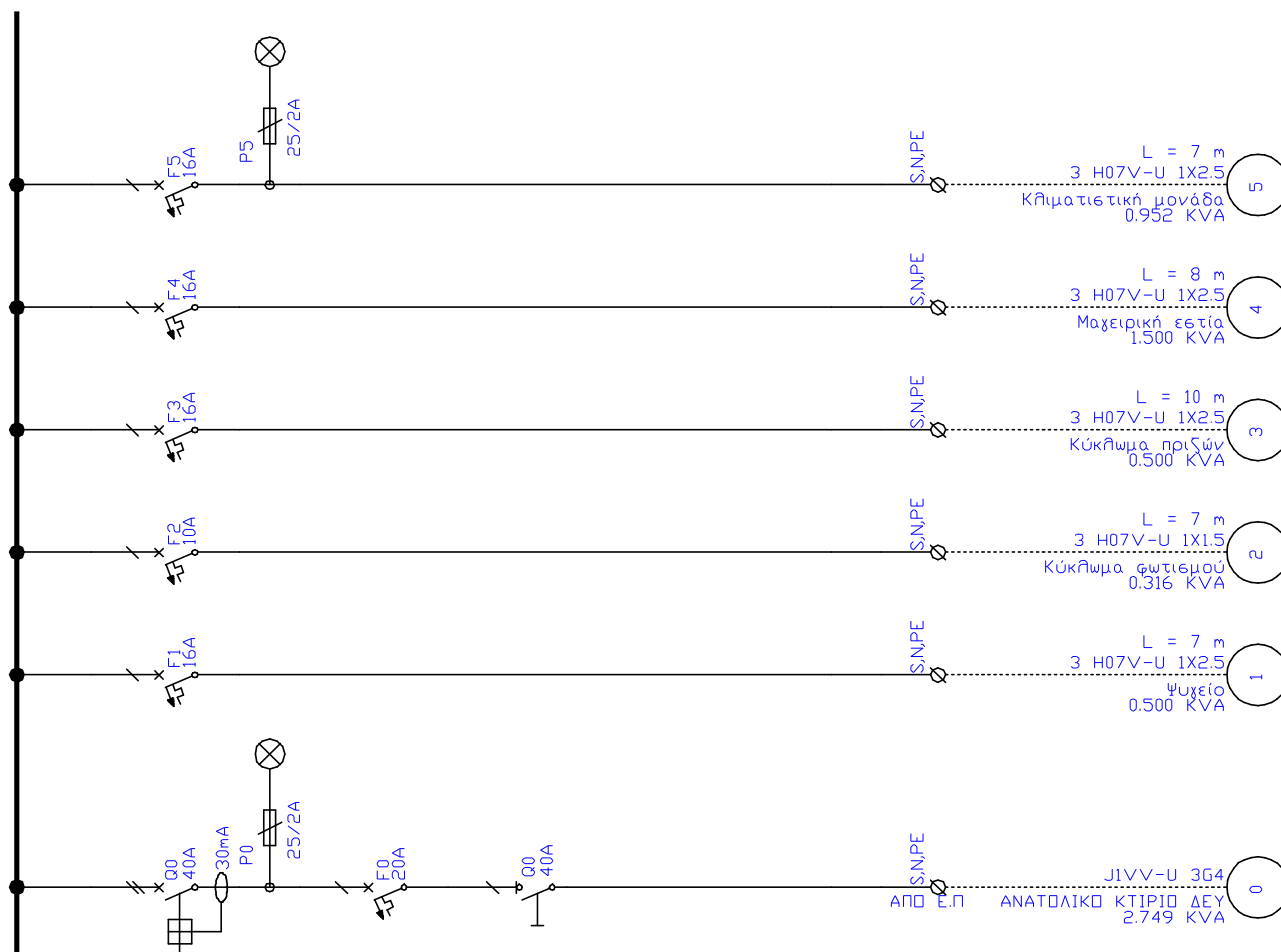 F5
16A
P5
25/2A
S,N,PE
L = 7 m
3 H07V-U 1X2.5
Κλιματιστική μονάδα
0.952 KVA
5
F4
16A
S,N,PE
L = 8 m
3 H07V-U 1X2.5
Μαγειρική εστία
1.500 KVA
4
F3
16A
S,N,PE
L = 10 m
3 H07V-U 1X2.5
Κύκλωμα πριζών
0.500 KVA
3
F2
10A
S,N,PE
L = 7 m
3 H07V-U 1X1.5
Κύκλωμα φωτισμού
0.316 KVA
2
F1
16A
S,N,PE
L = 7 m
3 H07V-U 1X2.5
Ψυγείο
0.500 KVA
1
Q0
40A
30mA
P0
25/2A
F0
20A
Q0
40A
S,N,PE
ΑΠΟ Ε.Π
J1VV-U 3G4
ΑΝΑΤΟΛΙΚΟ ΚΤΙΡΙΟ ΔΕΥ
2.749 KVA
0